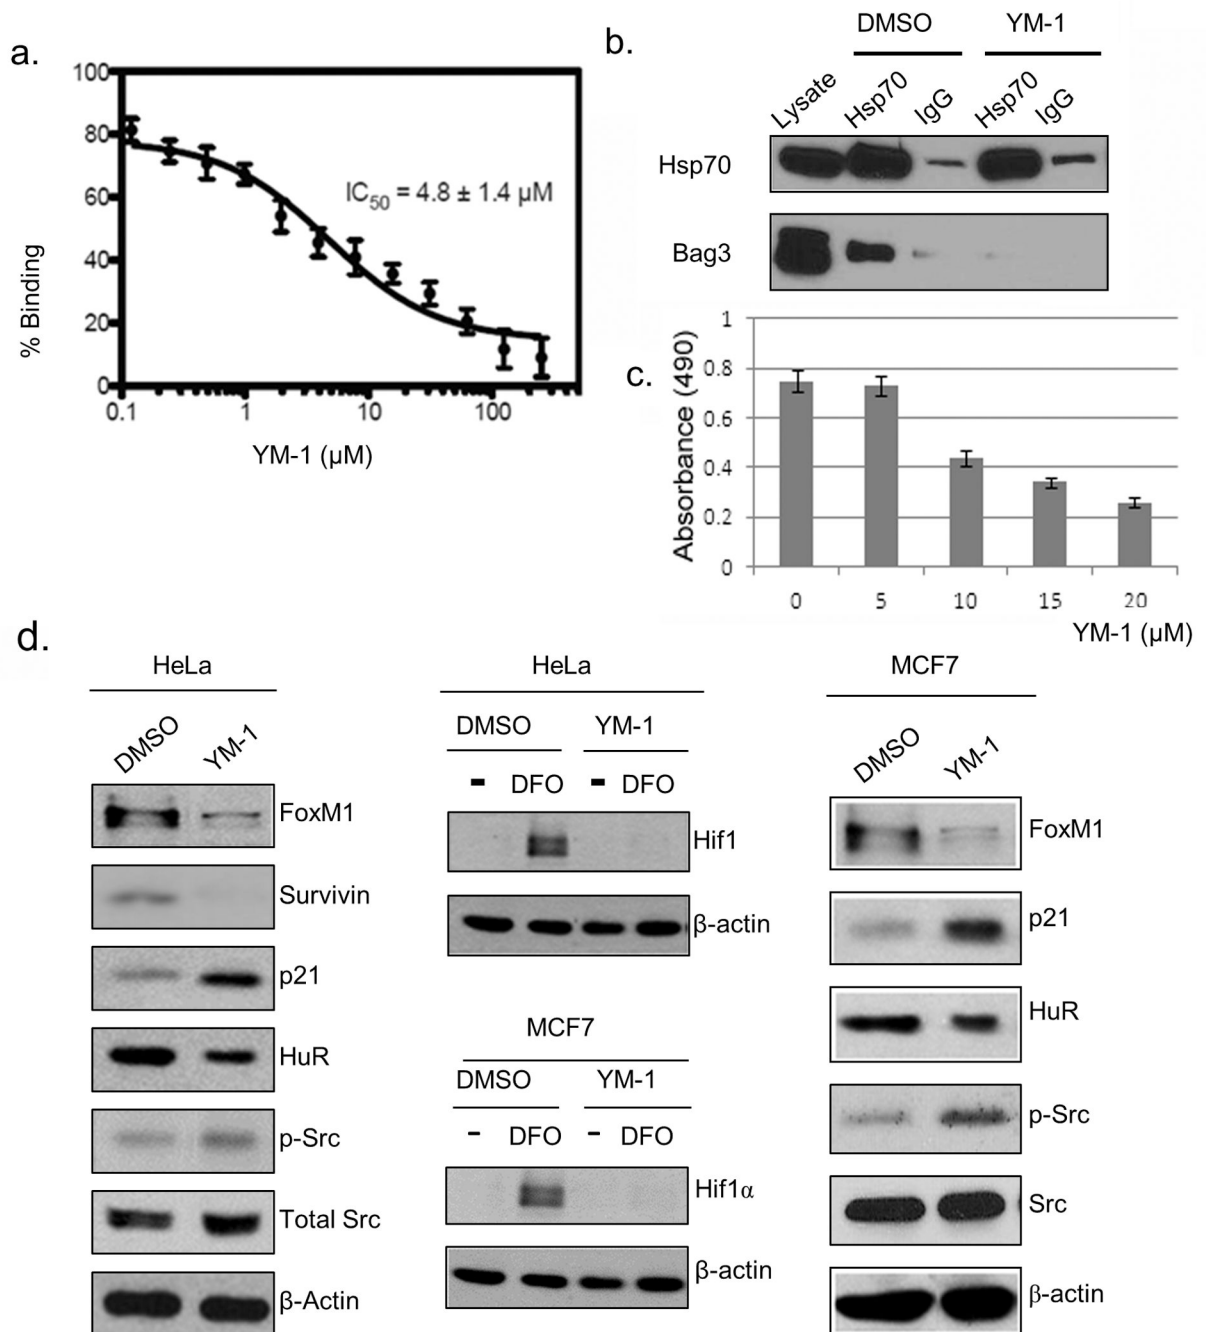 a.
100
80
60
40
20
0
0.1 1 10 100
% Binding
YM-1 (µM)
IC50 = 4.8 ± 1.4 µM
b.
DMSO YM-1
Lysate Hsp70 IgG Hsp70 IgG
Hsp70
Bag3
c.
Absorbance (490)
1
0.8
0.6
0.4
0.2
0
0 5 10 15 20
YM-1 (µM)
d.
HeLa
DMSO YM-1
FoxM1
Survivin
p21
HuR
p-Src
Total Src
β-Actin
HeLa
DMSO YM-1
- DFO - DFO
Hif1
β-actin
MCF7
DMSO YM-1
- DFO - DFO
Hif1α
β-actin
MCF7
DMSO YM-1
FoxM1
p21
HuR
p-Src
Src
β-actin